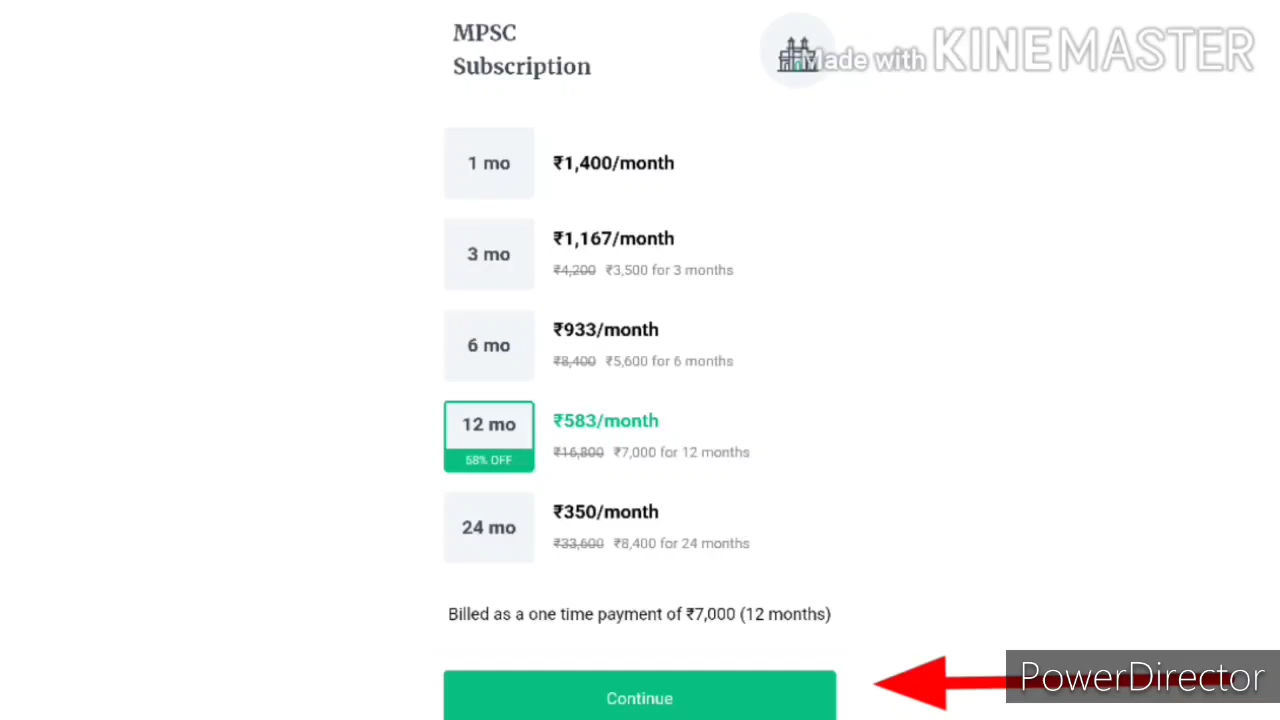 MPSC
Subscription
Made with KINEMASTER
1 mo
₹1,400/month
3 mo
₹1,167/month
₹4,200 ₹3,500 for 3 months
6 mo
₹933/month
₹8,400 ₹5,600 for 6 months
12 mo
58% OFF
₹583/month
₹16,800 ₹7,000 for 12 months
24 mo
₹350/month
₹33,600 ₹8,400 for 24 months
Billed as a one time payment of ₹7,000 (12 months)
Continue
PowerDirector